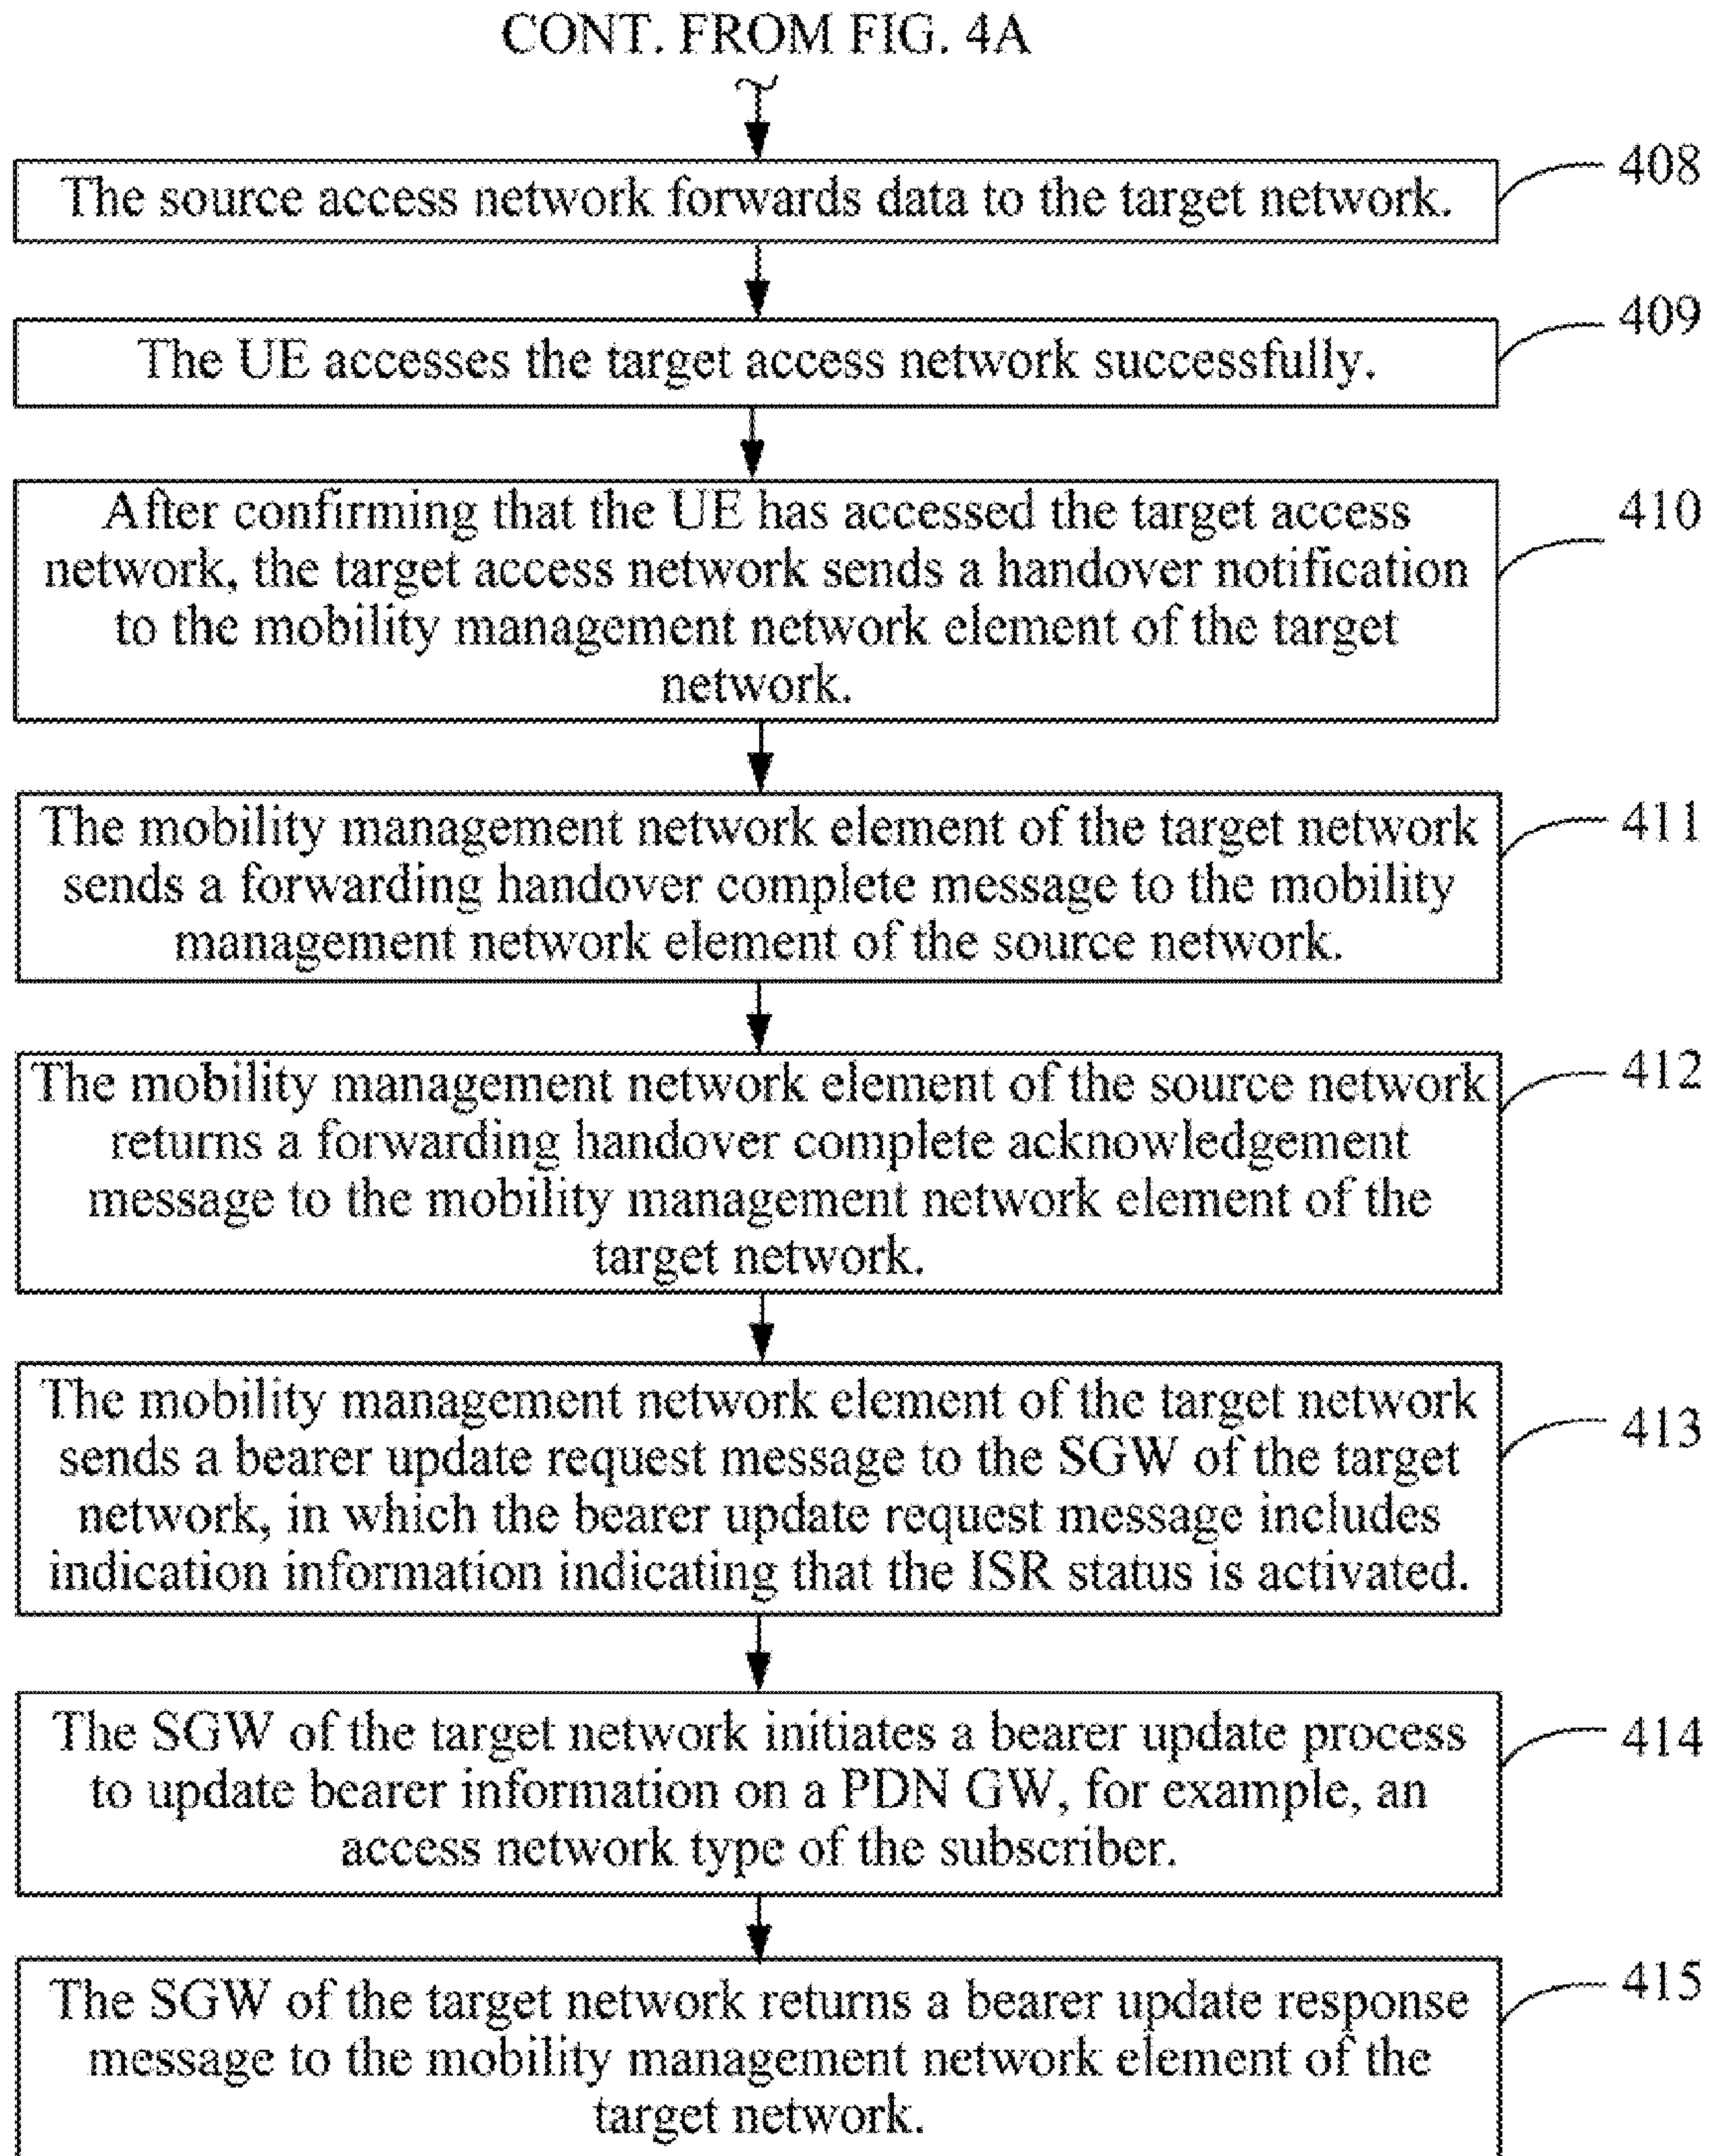 CONT. FROM FIG. 4A
The source access network forwards data to the target network.
408
The UE accesses the target access network successfully.
409
After confirming that the UE has accessed the target access
network, the target access network sends a handover notification
to the mobility management network element of the target
network.
410
The mobility management network element of the target network
sends a forwarding handover complete message to the mobility
management network element of the source network.
411
The mobility management network element of the source network
returns a forwarding handover complete acknowledgement
message to the mobility management network element of the
target network.
412
The mobility management network element of the target network
sends a bearer update request message to the SGW of the target
network, in which the bearer update request message includes
indication information indicating that the ISR status is activated.
413
The SGW of the target network initiates a bearer update process
to update bearer information on a PDN GW, for example, an
access network type of the subscriber.
414
The SGW of the target network returns a bearer update response
message to the mobility management network element of the
target network.
415